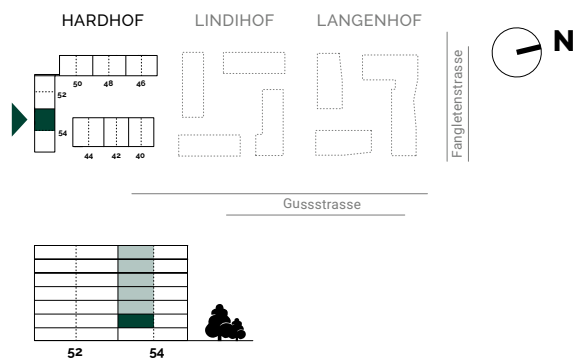 HARDHOF LINDIHOF LANGENHOF
N
50 48 46
52
54
44 42 40
Fangletenstrasse
Gussstrasse
52 54